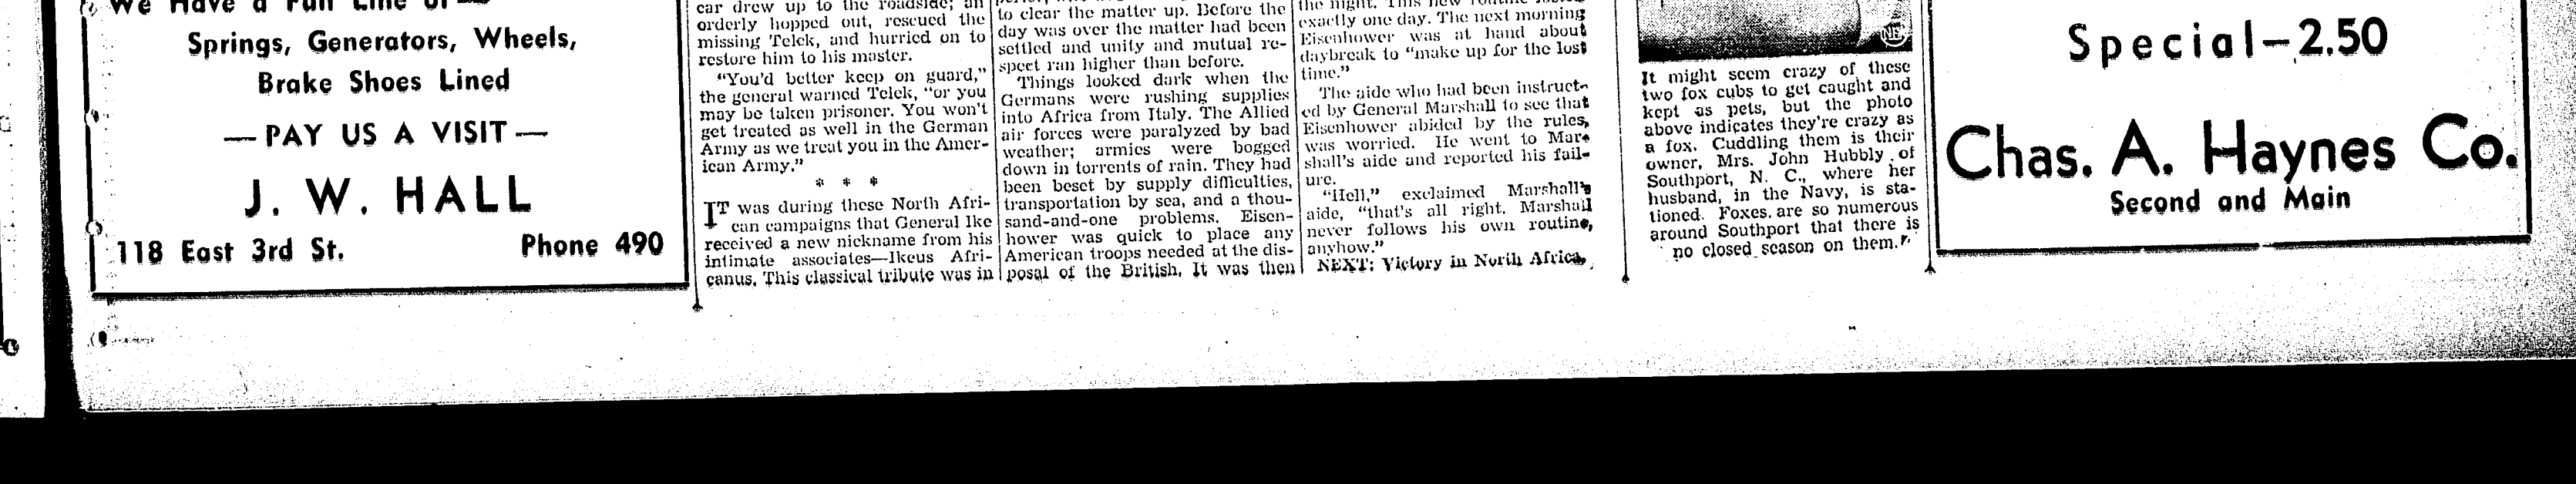 We Have a Full Line of —
Springs, Generators, Wheels,
Brake Shoes Lined
— PAY US A VISIT —
J. W. HALL
118 East 3rd St. Phone 490
car drew up to the roadside; an
orderly hopped out, rescued the
missing Telek, and hurried on to
restore him to his master.
"You'd better keep on guard,"
the general warned Telek, "or you
may be taken prisoner. You won't
get treated as well in the German
Army as we treat you in the Amer-
ican Army."
* * *
IT was during these North Afri-
can campaigns that General Ike
received a new nickname from his
intimate associates—Ikeus Afri-
canus. This classical tribute was in
to clear the matter up. Before the
day was over the matter had been
settled and unity and mutual re-
spect ran higher than before.
Things looked dark when the
Germans were rushing supplies
into Africa from Italy. The Allied
air forces were paralyzed by bad
weather; armies were bogged
down in torrents of rain. They had
been beset by supply difficulties,
transportation by sea, and a thou-
sand-and-one problems. Eisen-
hower was quick to place any
American troops needed at the dis-
posal of the British. It was then
the night. This new routine lasted
exactly one day. The next morning
Eisenhower was at hand about
daybreak to "make up for the lost
time."
The aide who had been instruct-
ed by General Marshall to see that
Eisenhower abided by the rules,
was worried. He went to Mar-
shall's aide and reported his fail-
ure.
"Hell," exclaimed Marshall's
aide, "that's all right. Marshall
never follows his own routine,
anyhow."
NEXT: Victory in North Africa.
NEA
It might seem crazy of these
two fox cubs to get caught and
kept as pets, but the photo
above indicates they're crazy as
a fox. Cuddling them is their
owner, Mrs. John Hubbly of
Southport, N. C., where her
husband, in the Navy, is sta-
tioned. Foxes are so numerous
around Southport that there is
no closed season on them.
Special—2.50
Chas. A. Haynes Co.
Second and Main